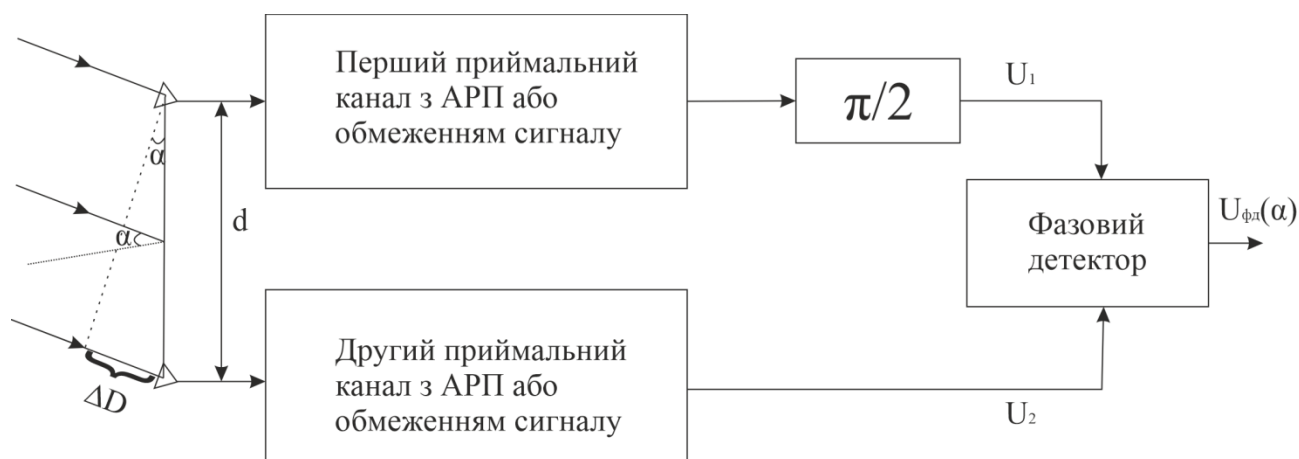 Перший приймальний
канал з АРП або
обмеженням сигналу
π/2
U₁
α
d
α
Фазовий
детектор
Uфд(α)
Другий приймальний
канал з АРП або
обмеженням сигналу
ΔD
U₂